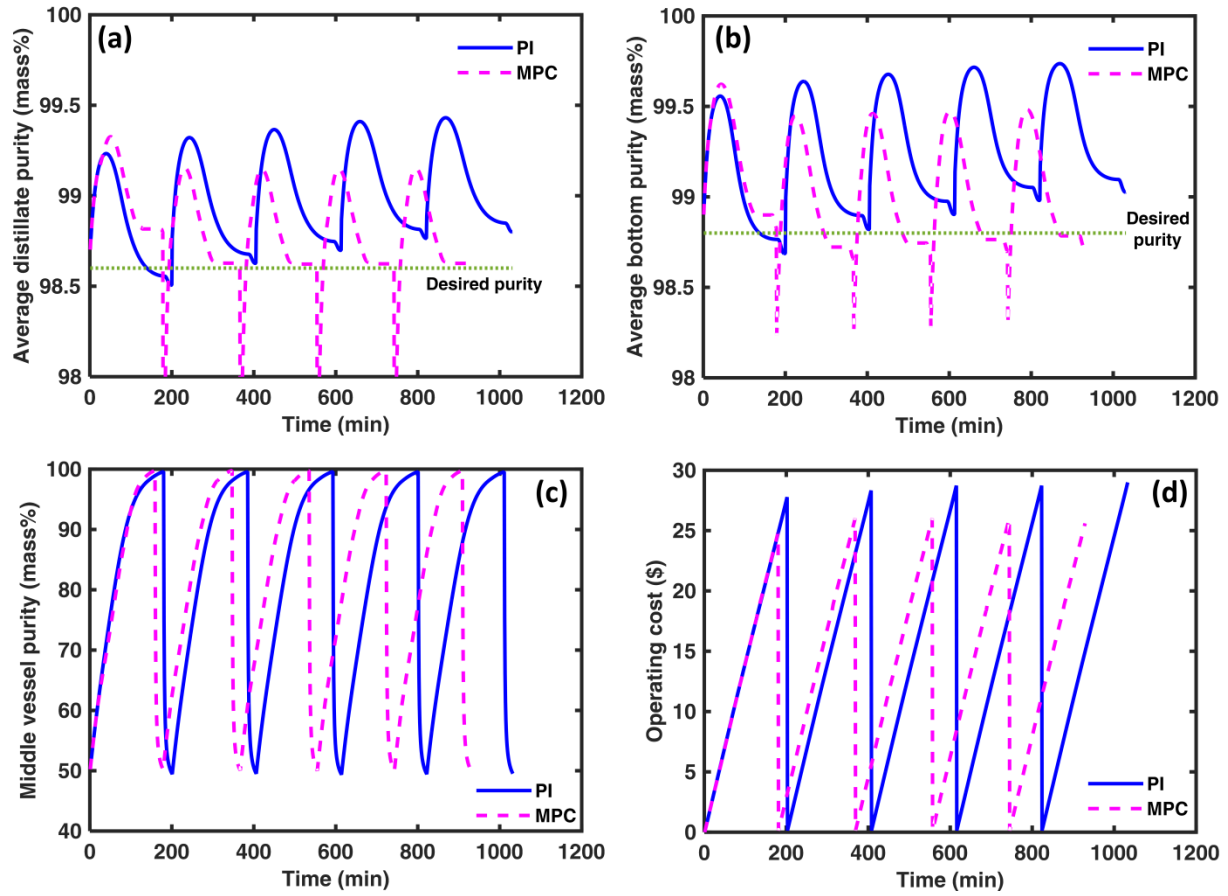 (a)
PI
MPC
100
99.5
99
98.5
98
Average distillate purity (mass%)
Desired purity
0 200 400 600 800 1000 1200
Time (min)
(b)
PI
MPC
100
99.5
99
98.5
98
Average bottom purity (mass%)
Desired
purity
0 200 400 600 800 1000 1200
Time (min)
(c)
100
90
80
70
60
50
40
Middle vessel purity (mass%)
PI
MPC
0 200 400 600 800 1000 1200
Time (min)
(d)
30
25
20
15
10
5
0
Operating cost ($)
PI
MPC
0 200 400 600 800 1000 1200
Time (min)